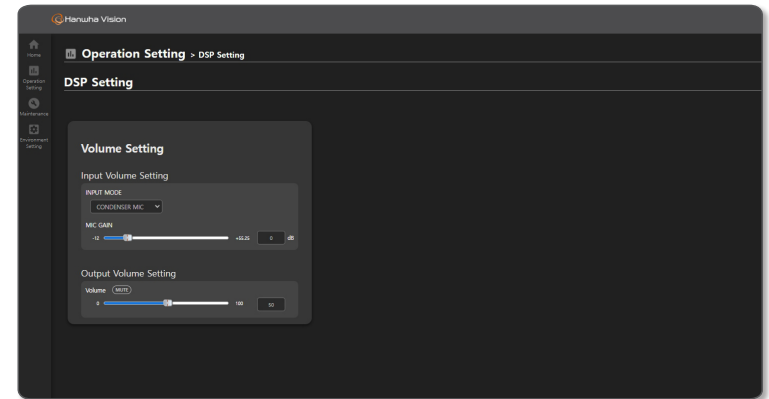 Hanwha Vision
Home
Operation Setting
Maintenance
Environment Setting
Operation Setting > DSP Setting
DSP Setting
Volume Setting
Input Volume Setting
INPUT MODE
CONDENSER MIC
MIC GAIN
-12 +55.25 0 dB
Output Volume Setting
Volume MUTE
0 100 50